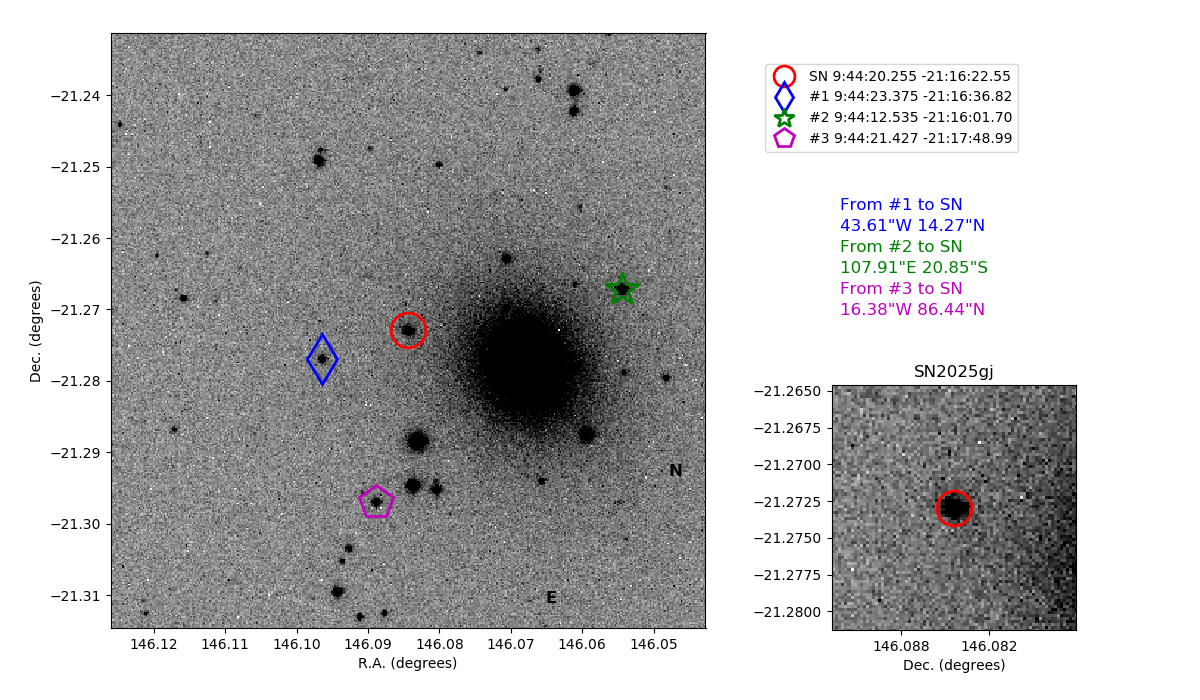 −21.24
−21.25
−21.26
−21.27
−21.28
−21.29
−21.30
−21.31
Dec. (degrees)
N
E
146.12 146.11 146.10 146.09 146.08 146.07 146.06 146.05
R.A. (degrees)
SN 9:44:20.255 -21:16:22.55
#1 9:44:23.375 -21:16:36.82
#2 9:44:12.535 -21:16:01.70
#3 9:44:21.427 -21:17:48.99
From #1 to SN
43.61"W 14.27"N
From #2 to SN
107.91"E 20.85"S
From #3 to SN
16.38"W 86.44"N
SN2025gj
−21.2650
−21.2675
−21.2700
−21.2725
−21.2750
−21.2775
−21.2800
146.088 146.082
Dec. (degrees)